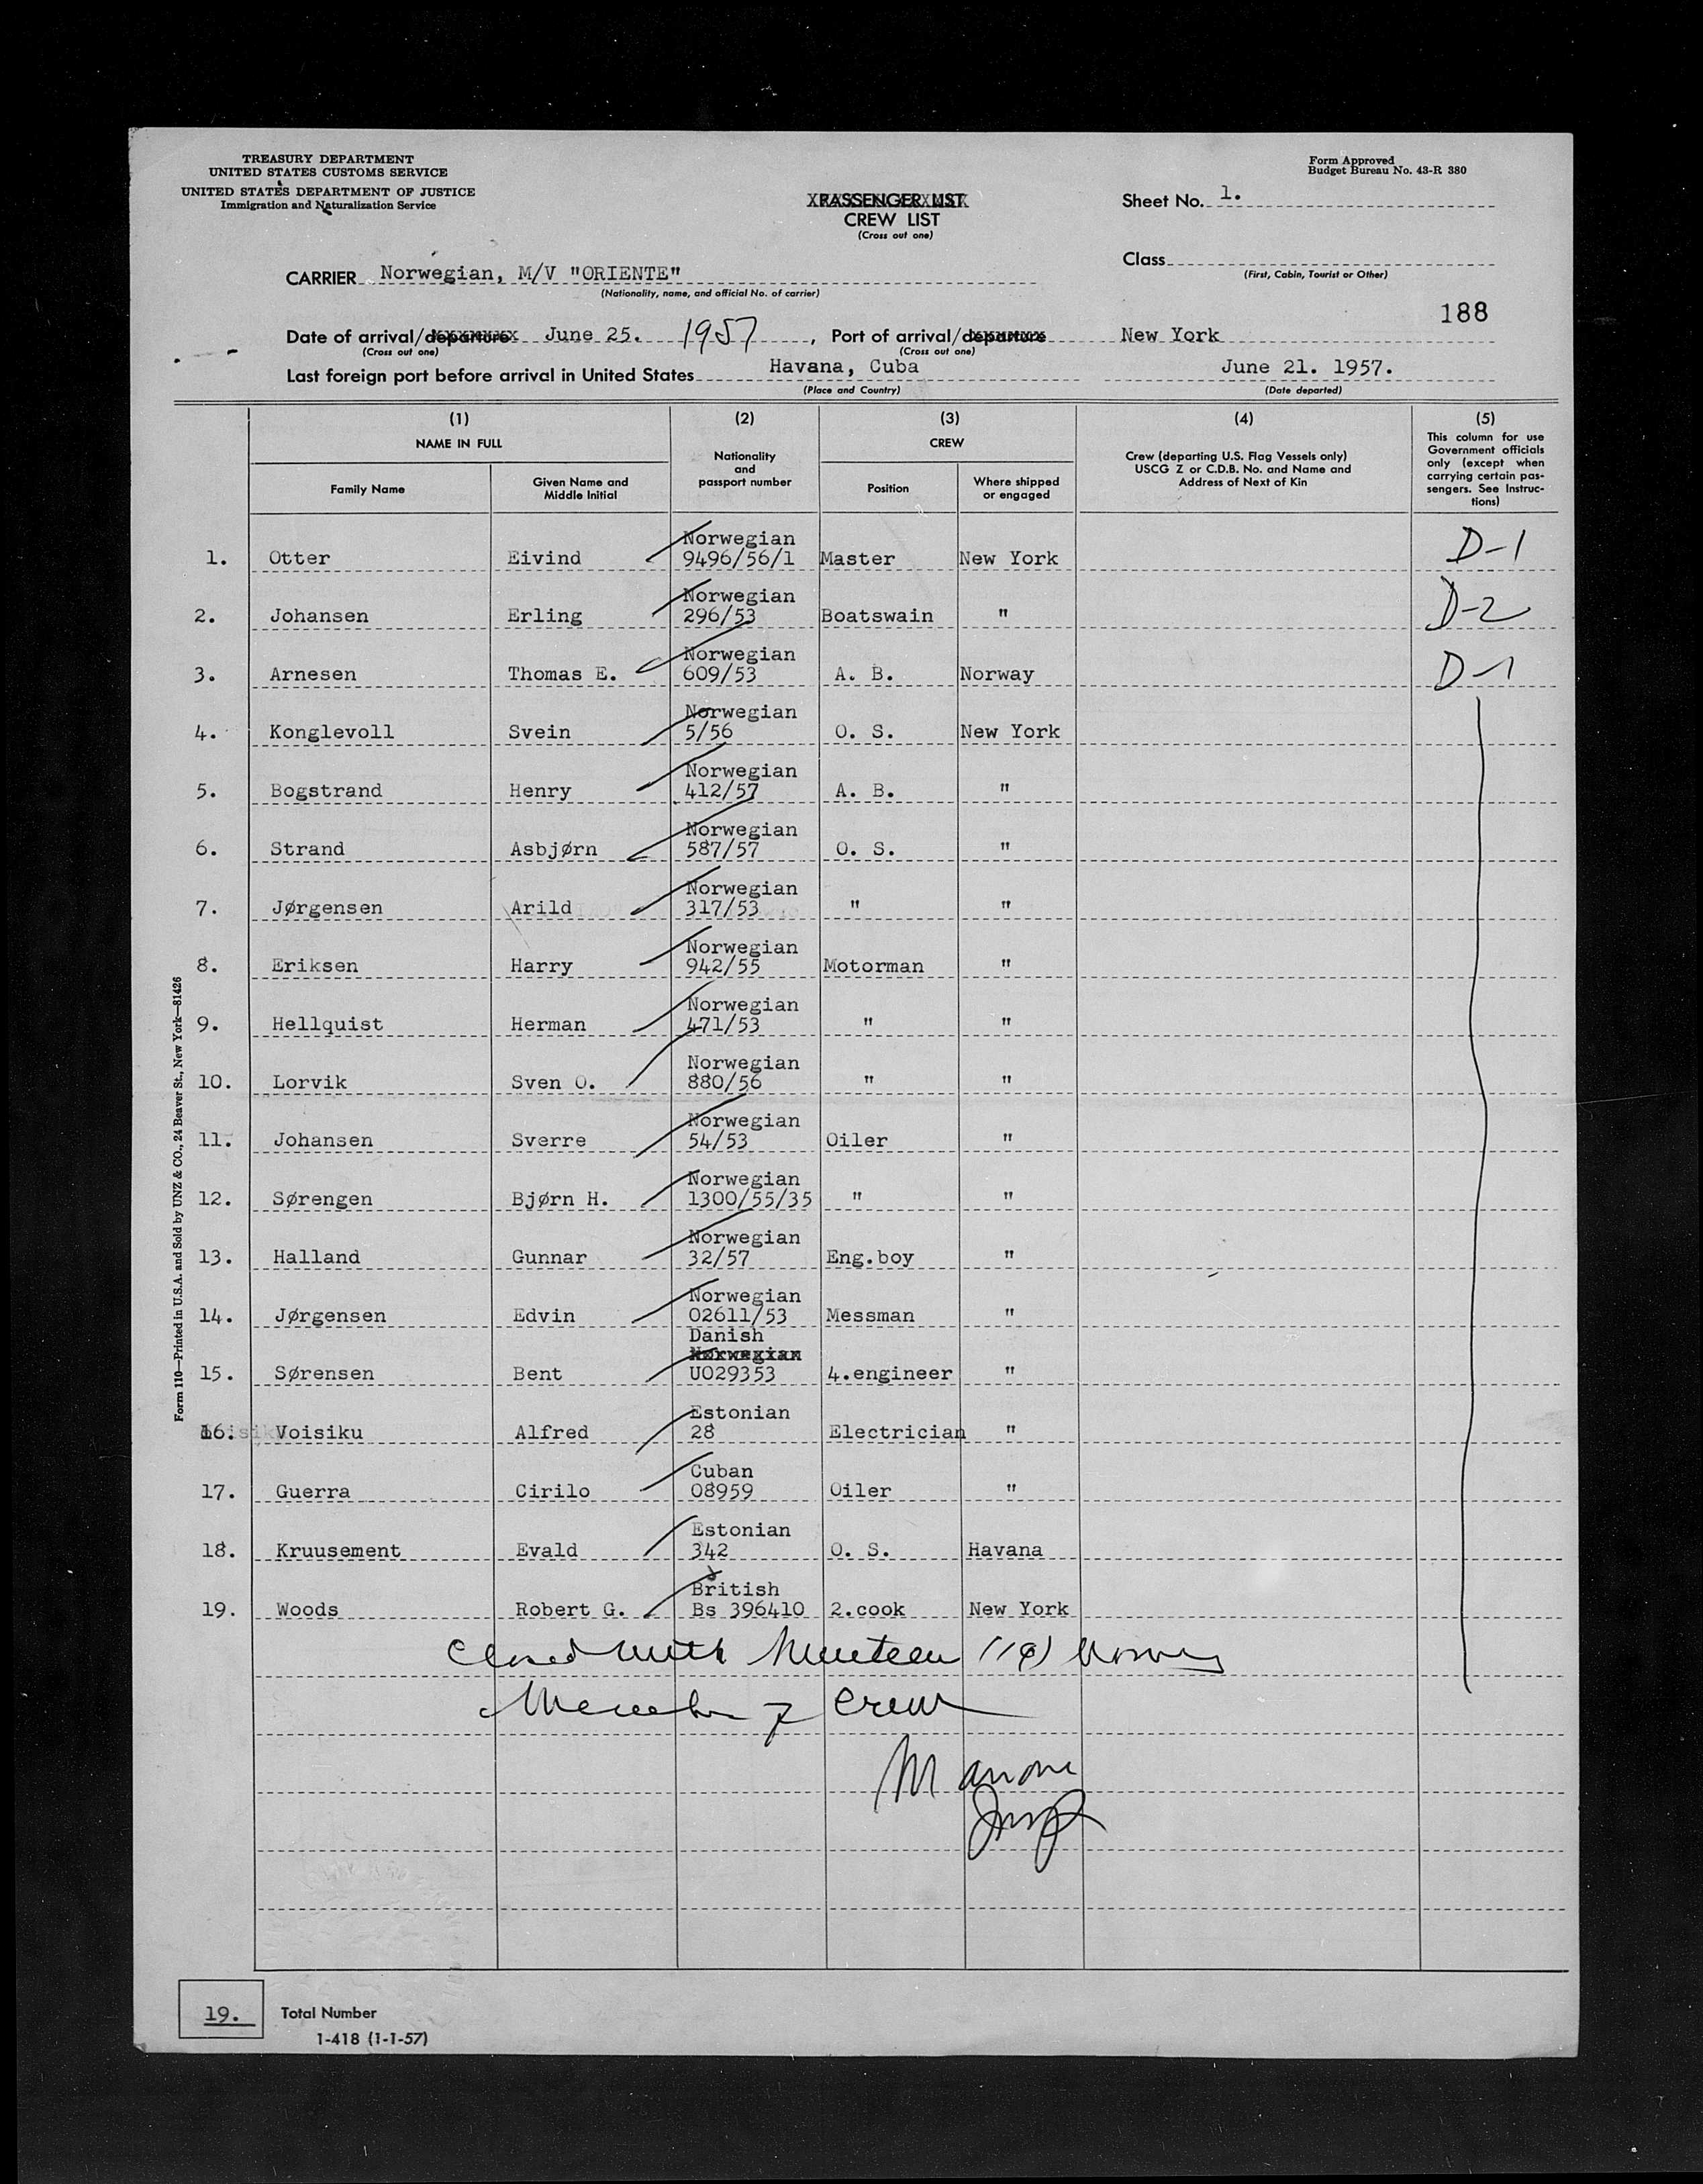 TREASURY DEPARTMENT
UNITED STATES CUSTOMS SERVICE
UNITED STATES DEPARTMENT OF JUSTICE
Immigration and Naturalization Service
Form Approved
Budget Bureau No. 43-R 380
PASSENGER LIST
CREW LIST
(Cross out one)
Sheet No. 1.
Class
(First, Cabin, Tourist or Other)
CARRIER Norwegian, M/V "ORIENTE"
(Nationality, name, and official No. of carrier)
188
Date of arrival/departure June 25. 1957, Port of arrival/departure New York
(Cross out one) (Cross out one)
Last foreign port before arrival in United States Havana, Cuba June 21. 1957.
(Place and Country) (Date departed)
(1) (2) (3) (4) (5)
NAME IN FULL
Family Name
Given Name and
Middle Initial
Nationality
and
passport number
CREW
Position
Where shipped
or engaged
Crew (departing U.S. Flag Vessels only)
USCG Z or C.D.B. No. and Name and
Address of Next of Kin
This column for use
Government officials
only (except when
carrying certain pas-
sengers. See Instruc-
tions)
Norwegian
1. Otter Eivind 9496/56/1 Master New York D-1
Norwegian
2. Johansen Erling 296/53 Boatswain " D-2
Norwegian
3. Arnesen Thomas E. 609/53 A. B. Norway D-1
Norwegian
4. Konglevoll Svein 5/56 O. S. New York
Norwegian
5. Bogstrand Henry 412/57 A. B. "
Norwegian
6. Strand Asbjørn 587/57 O. S. "
Norwegian
7. Jørgensen Arild 317/53 " "
Norwegian
8. Eriksen Harry 942/55 Motorman "
Norwegian
9. Hellquist Herman 471/53 " "
Norwegian
10. Lorvik Sven O. 880/56 " "
Norwegian
11. Johansen Sverre 54/53 Oiler "
Norwegian
12. Sørengen Bjørn H. 1300/55/35 " "
Norwegian
13. Halland Gunnar 32/57 Eng.boy "
Norwegian
14. Jørgensen Edvin 02611/53 Messman "
Danish
Norwegian
15. Sørensen Bent U029353 4.engineer "
Estonian
16. Voisiku Alfred 28 Electrician "
Cuban
17. Guerra Cirilo 08959 Oiler "
Estonian
18. Kruusement Evald 342 O. S. Havana
British
19. Woods Robert G. Bs 396410 2.cook New York
Closed with Nineteen (19)
Member of Crew
Insp
Form 110—Printed in U.S.A. and Sold by UNZ & CO., 24 Beaver St., New York—81426
19. Total Number
1-418 (1-1-57)